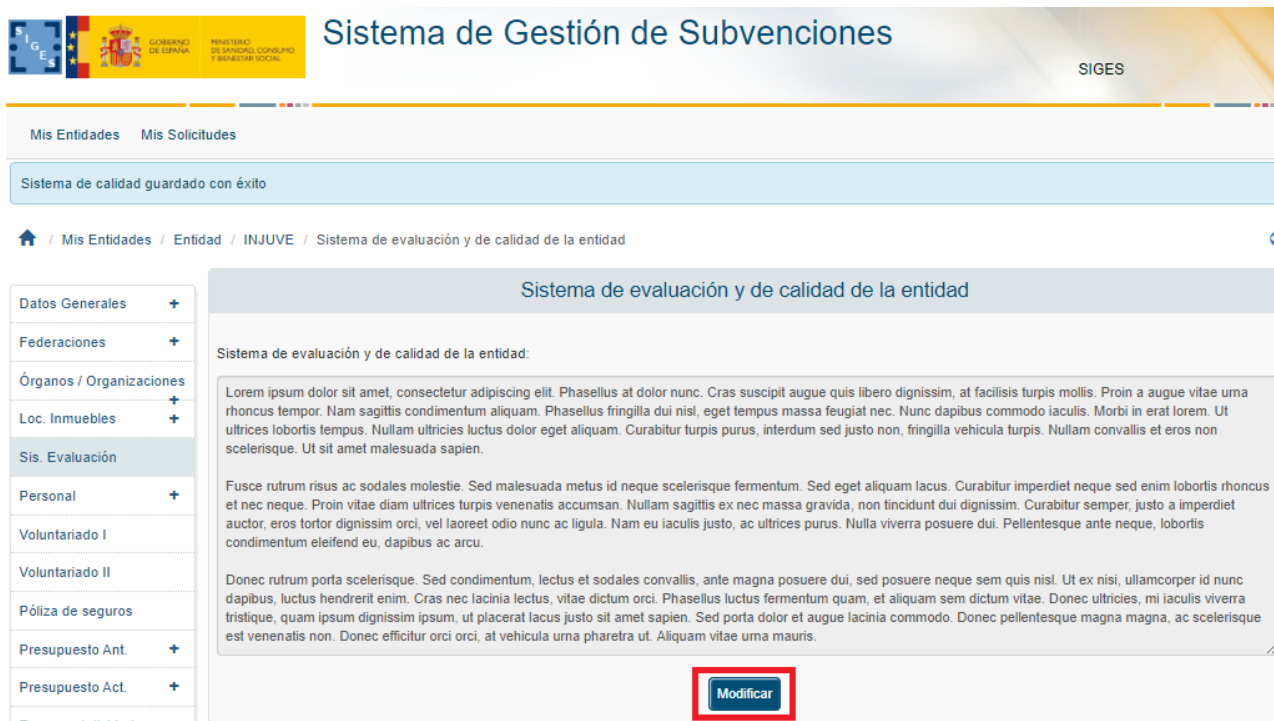 SIGES
GOBIERNO
DE ESPAÑA
MINISTERIO
DE SANIDAD, CONSUMO
Y BIENESTAR SOCIAL
Sistema de Gestión de Subvenciones
SIGES
Mis Entidades Mis Solicitudes
Sistema de calidad guardado con éxito
/ Mis Entidades / Entidad / INJUVE / Sistema de evaluación y de calidad de la entidad
Datos Generales +
Federaciones +
Órganos / Organizaciones +
Loc. Inmuebles +
Sis. Evaluación
Personal +
Voluntariado I
Voluntariado II
Póliza de seguros
Presupuesto Ant. +
Presupuesto Act. +
Sistema de evaluación y de calidad de la entidad
Sistema de evaluación y de calidad de la entidad:
Lorem ipsum dolor sit amet, consectetur adipiscing elit. Phasellus at dolor nunc. Cras suscipit augue quis libero dignissim, at facilisis turpis mollis. Proin a augue vitae urna
rhoncus tempor. Nam sagittis condimentum aliquam. Phasellus fringilla dui nisl, eget tempus massa feugiat nec. Nunc dapibus commodo iaculis. Morbi in erat lorem. Ut
ultrices lobortis tempus. Nullam ultricies luctus dolor eget aliquam. Curabitur turpis purus, interdum sed justo non, fringilla vehicula turpis. Nullam convallis et eros non
scelerisque. Ut sit amet malesuada sapien.
Fusce rutrum risus ac sodales molestie. Sed malesuada metus id neque scelerisque fermentum. Sed eget aliquam lacus. Curabitur imperdiet neque sed enim lobortis rhoncus
et nec neque. Proin vitae diam ultrices turpis venenatis accumsan. Nullam sagittis ex nec massa gravida, non tincidunt dui dignissim. Curabitur semper, justo a imperdiet
auctor, eros tortor dignissim orci, vel laoreet odio nunc ac ligula. Nam eu iaculis justo, ac ultrices purus. Nulla viverra posuere dui. Pellentesque ante neque, lobortis
condimentum eleifend eu, dapibus ac arcu.
Donec rutrum porta scelerisque. Sed condimentum, lectus et sodales convallis, ante magna posuere dui, sed posuere neque sem quis nisl. Ut ex nisi, ullamcorper id nunc
dapibus, luctus hendrerit enim. Cras nec lacinia lectus, vitae dictum orci. Phasellus luctus fermentum quam, et aliquam sem dictum vitae. Donec ultricies, mi iaculis viverra
tristique, quam ipsum dignissim ipsum, ut placerat lacus justo sit amet sapien. Sed porta dolor et augue lacinia commodo. Donec pellentesque magna magna, ac scelerisque
est venenatis non. Donec efficitur orci orci, at vehicula urna pharetra ut. Aliquam vitae urna mauris.
Modificar